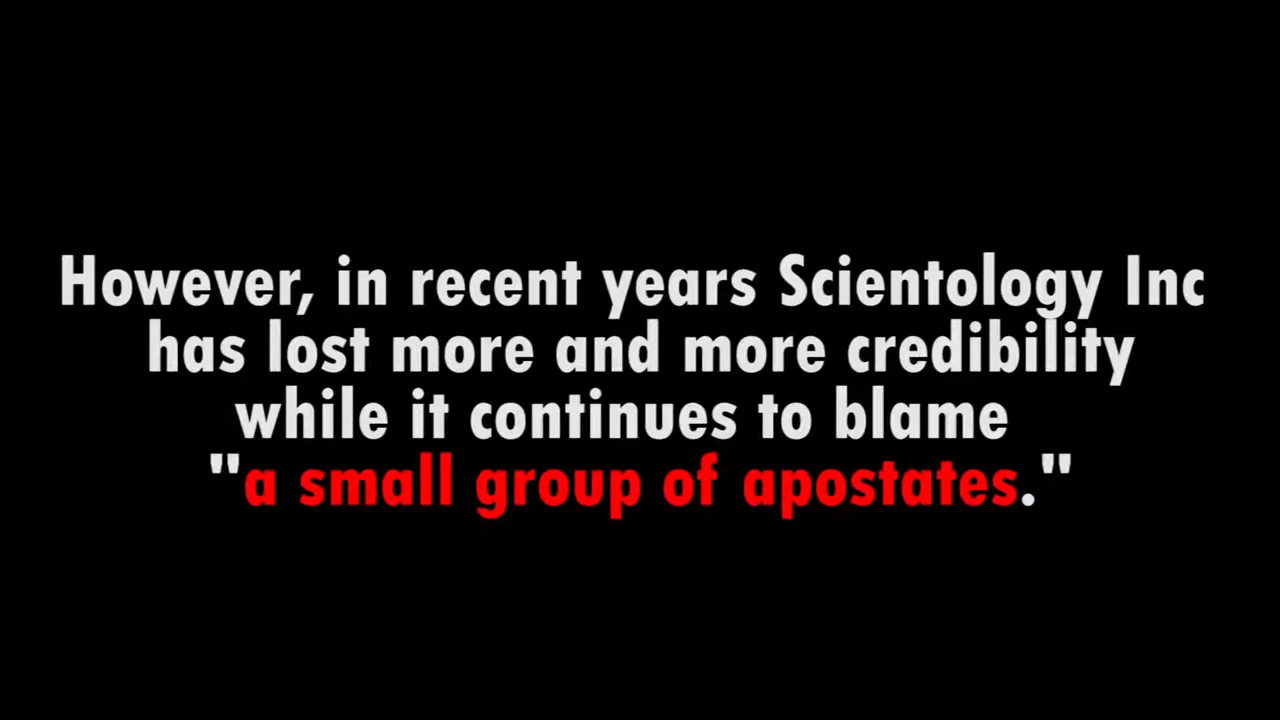 However, in recent years Scientology Inc
has lost more and more credibility
while it continues to blame
"a small group of apostates."